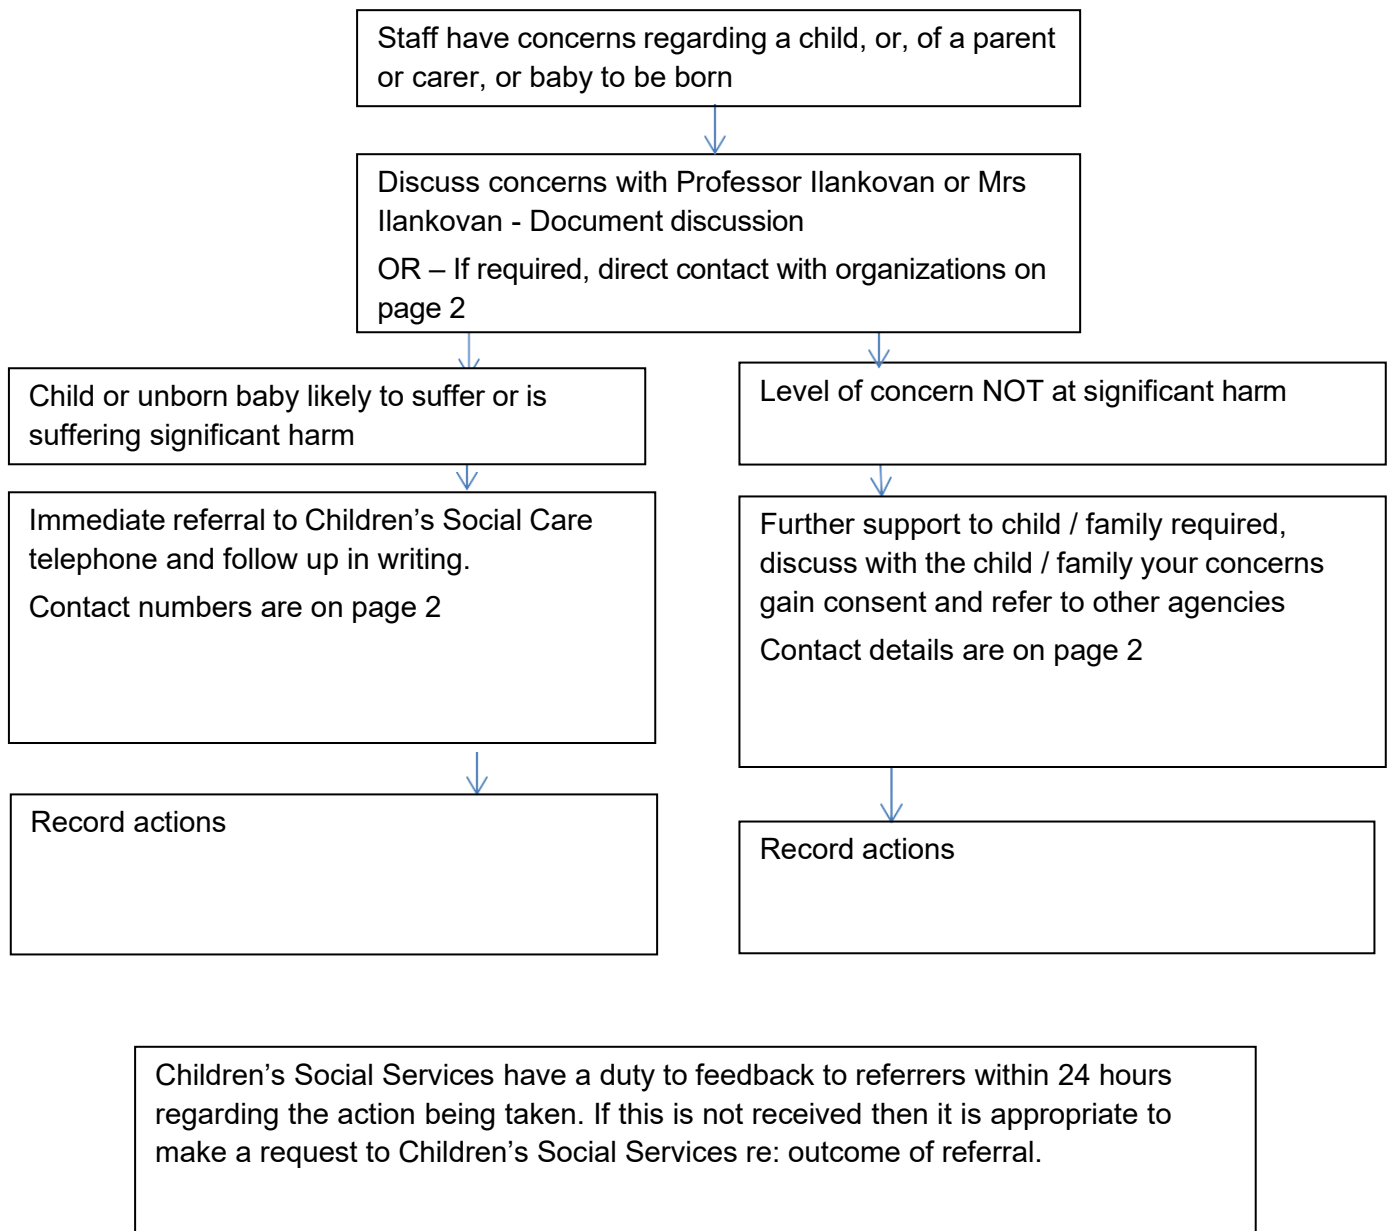 Staff have concerns regarding a child, or, of a parent
or carer, or baby to be born
Discuss concerns with Professor Ilankovan or Mrs
Ilankovan - Document discussion
OR – If required, direct contact with organizations on
page 2
Child or unborn baby likely to suffer or is
suffering significant harm
Level of concern NOT at significant harm
Immediate referral to Children’s Social Care
telephone and follow up in writing.
Contact numbers are on page 2
Further support to child / family required,
discuss with the child / family your concerns
gain consent and refer to other agencies
Contact details are on page 2
Record actions
Record actions
Children’s Social Services have a duty to feedback to referrers within 24 hours
regarding the action being taken. If this is not received then it is appropriate to
make a request to Children’s Social Services re: outcome of referral.